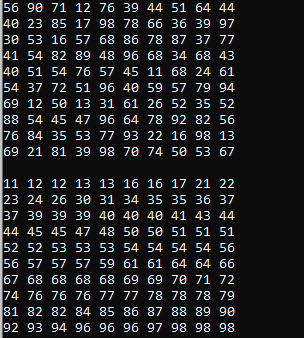 56 90 71 12 76 39 44 51 64 44
40 23 85 17 98 78 66 36 39 97
30 53 16 57 68 86 78 87 37 77
41 54 82 89 48 96 68 34 68 43
40 51 54 76 57 45 11 68 24 61
54 37 72 51 96 40 59 57 79 94
69 12 50 13 31 61 26 52 35 52
88 54 45 47 96 64 78 92 82 56
76 84 35 53 77 93 22 16 98 13
69 21 81 39 98 70 74 50 53 67

11 12 12 13 13 16 16 17 21 22
23 24 26 30 31 34 35 35 36 37
37 39 39 39 40 40 40 41 43 44
44 45 45 47 48 50 50 51 51 51
52 52 53 53 53 54 54 54 54 56
56 57 57 57 59 61 61 64 64 66
67 68 68 68 68 69 69 70 71 72
74 76 76 76 77 77 78 78 78 79
81 82 82 84 85 86 87 88 89 90
92 93 94 96 96 96 97 98 98 98